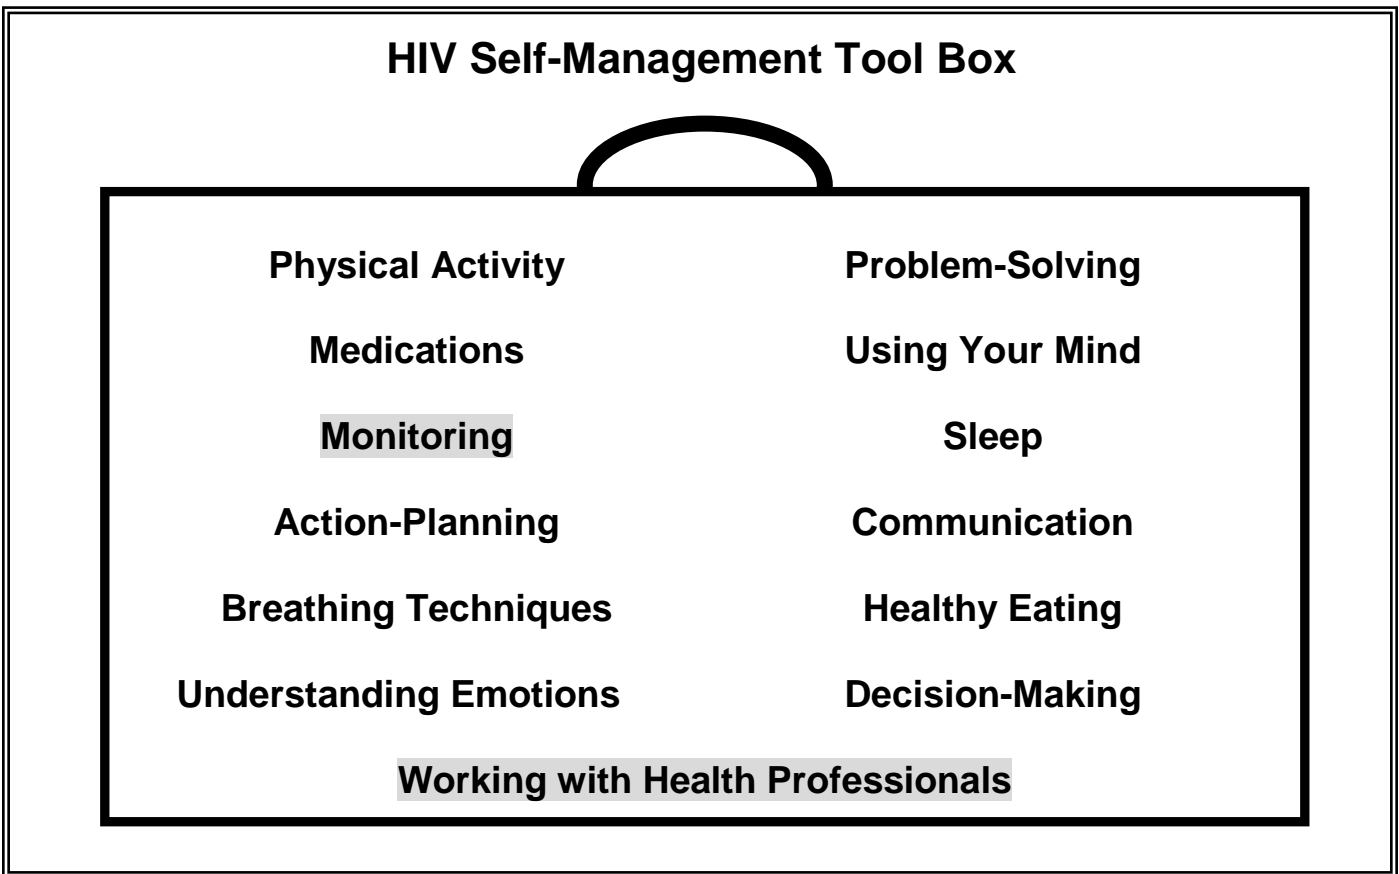 HIV Self-Management Tool Box
Physical Activity
Problem-Solving
Medications
Using Your Mind
Monitoring
Sleep
Action-Planning
Communication
Breathing Techniques
Healthy Eating
Understanding Emotions
Decision-Making
Working with Health Professionals